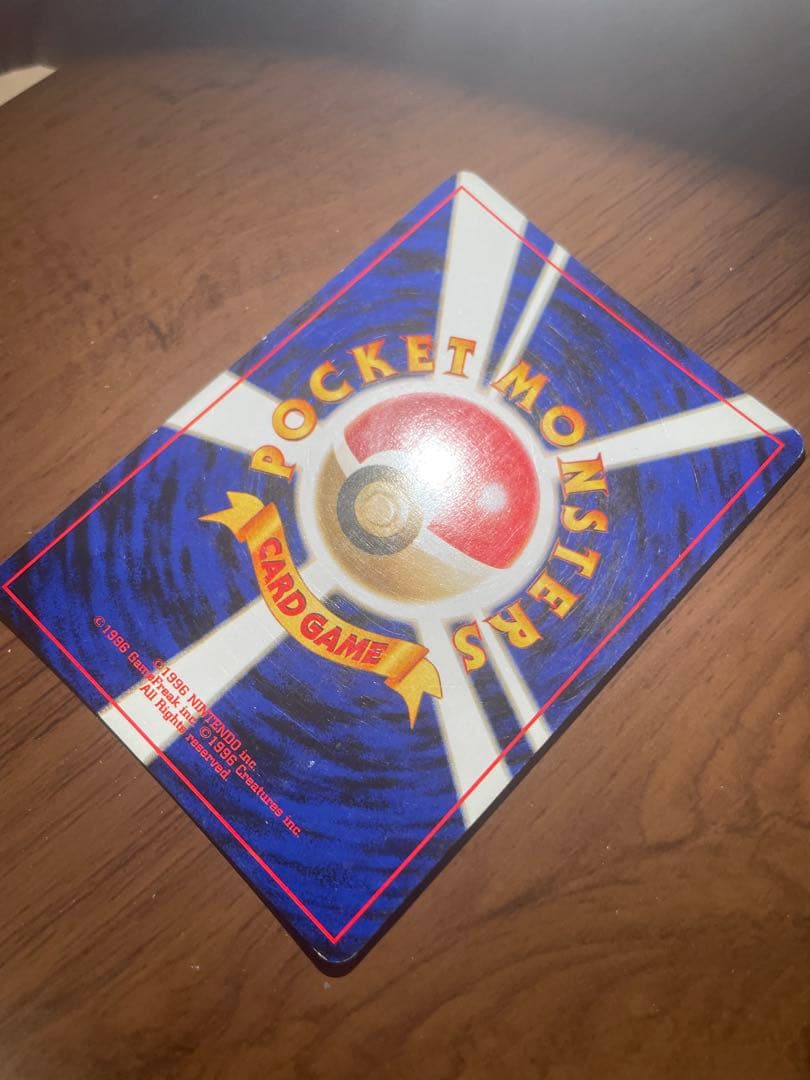 POCKET MONSTERS
CARD GAME
©1996 NINTENDO inc.
©1996 GameFreak inc. ©1996 Creatures inc.
All Rights reserved.